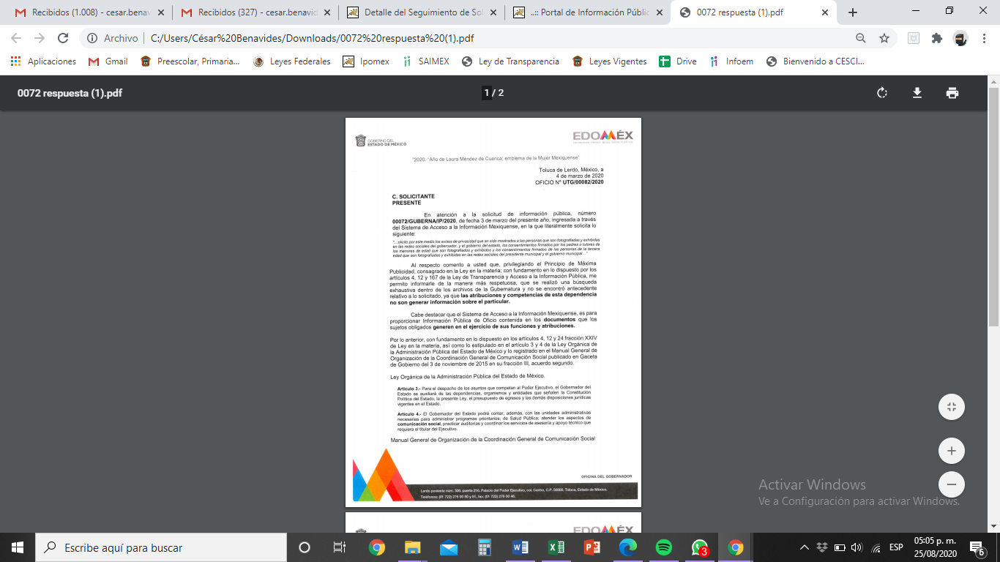 Recibidos (1.008) - cesar.benav
Recibidos (327) - cesar.benavid
Detalle del Seguimiento de Sol
..:: Portal de Información Públic
0072 respuesta (1).pdf
Archivo
C:/Users/César%20Benavides/Downloads/0072%20respuesta%20(1).pdf
Aplicaciones
Gmail
Preescolar, Primaria...
Leyes Federales
Ipomex
SAIMEX
Ley de Transparencia
Leyes Vigentes
Drive
Infoem
Bienvenido a CESCI...
0072 respuesta (1).pdf
1 / 2
GOBIERNO DEL
ESTADO DE MÉXICO
EDOMÉX
"2020. "Año de Laura Méndez de Cuenca; emblema de la Mujer Mexiquense"
Toluca de Lerdo, México, a
4 de marzo de 2020
OFICIO Nº UTG/00082/2020
C. SOLICITANTE
PRESENTE
En atención a la solicitud de información pública, número
00072/GUBERNA/IP/2020, de fecha 3 de marzo del presente año, ingresada a través
del Sistema de Acceso a la Información Mexiquense, en la que literalmente solicita lo
siguiente:
"...olicito por este medio los avisos de privacidad que an sido mostrados a las personas que son fotografiadas y exhibidas
en las redes sociales del gobernador, y el gobierno del estado, los consentimientos firmados por los padres o tutores de
los menores de edad que son fotografiados y exhibidos y los consentimientos firmados de las personas de la tercera
edad que son fotografiados y exhibidas en las redes sociales del presidente municipal y el gobierno municipal..."
Al respecto comento a usted que, privilegiando el Principio de Máxima
Publicidad, consagrado en la Ley en la materia; con fundamento en lo dispuesto por los
artículos 4, 12 y 167 de la Ley de Transparencia y Acceso a la Información Pública, me
permito informarle de la manera más respetuosa, que se realizó una búsqueda
exhaustiva dentro de los archivos de la Gubernatura y no se encontró antecedente
relativo a lo solicitado, ya que las atribuciones y competencias de esta dependencia
no son generar información sobre el particular.
Cabe destacar que el Sistema de Acceso a la Información Mexiquense, es para
proporcionar Información Pública de Oficio contenida en los documentos que los
sujetos obligados generen en el ejercicio de sus funciones y atribuciones.
Por lo anterior, con fundamento en lo dispuesto en los artículos 4, 12 y 24 fracción XXIV
de Ley en la materia, así como lo estipulado en el artículo 3 y 4 de la Ley Orgánica de
la Administración Pública del Estado de México y lo registrado en el Manual General de
Organización de la Coordinación General de Comunicación Social publicado en Gaceta
de Gobierno del 3 de noviembre de 2015 en su fracción III, acuerdo segundo.
Ley Orgánica de la Administración Pública del Estado de México.
Artículo 3.- Para el despacho de los asuntos que competan al Poder Ejecutivo, el Gobernador del
Estado se auxiliará de las dependencias, organismos y entidades que señalen la Constitución
Política del Estado, la presente Ley, el presupuesto de egresos y las demás disposiciones jurídicas
vigentes en el Estado.
Artículo 4.- El Gobernador del Estado podrá contar, además, con las unidades administrativas
necesarias para administrar programas prioritarios; de Salud Pública; atender los aspectos de
comunicación social, practicar auditorías y coordinar los servicios de asesoría y apoyo técnico que
requiera el titular del Ejecutivo.
Manual General de Organización de la Coordinación General de Comunicación Social
OFICINA DEL GOBERNADOR
Lerdo poniente núm. 300, puerta 216, Palacio del Poder Ejecutivo, col. Centro, C.P. 50000, Toluca, Estado de México.
Teléfonos: (01 722) 276 00 50 y 51, fax: (01 722) 276 00 46.
EDOMÉX
Activar Windows
Ve a Configuración para activar Windows.
Escribe aquí para buscar
3
ESP
05:05 p. m.
25/08/2020
6